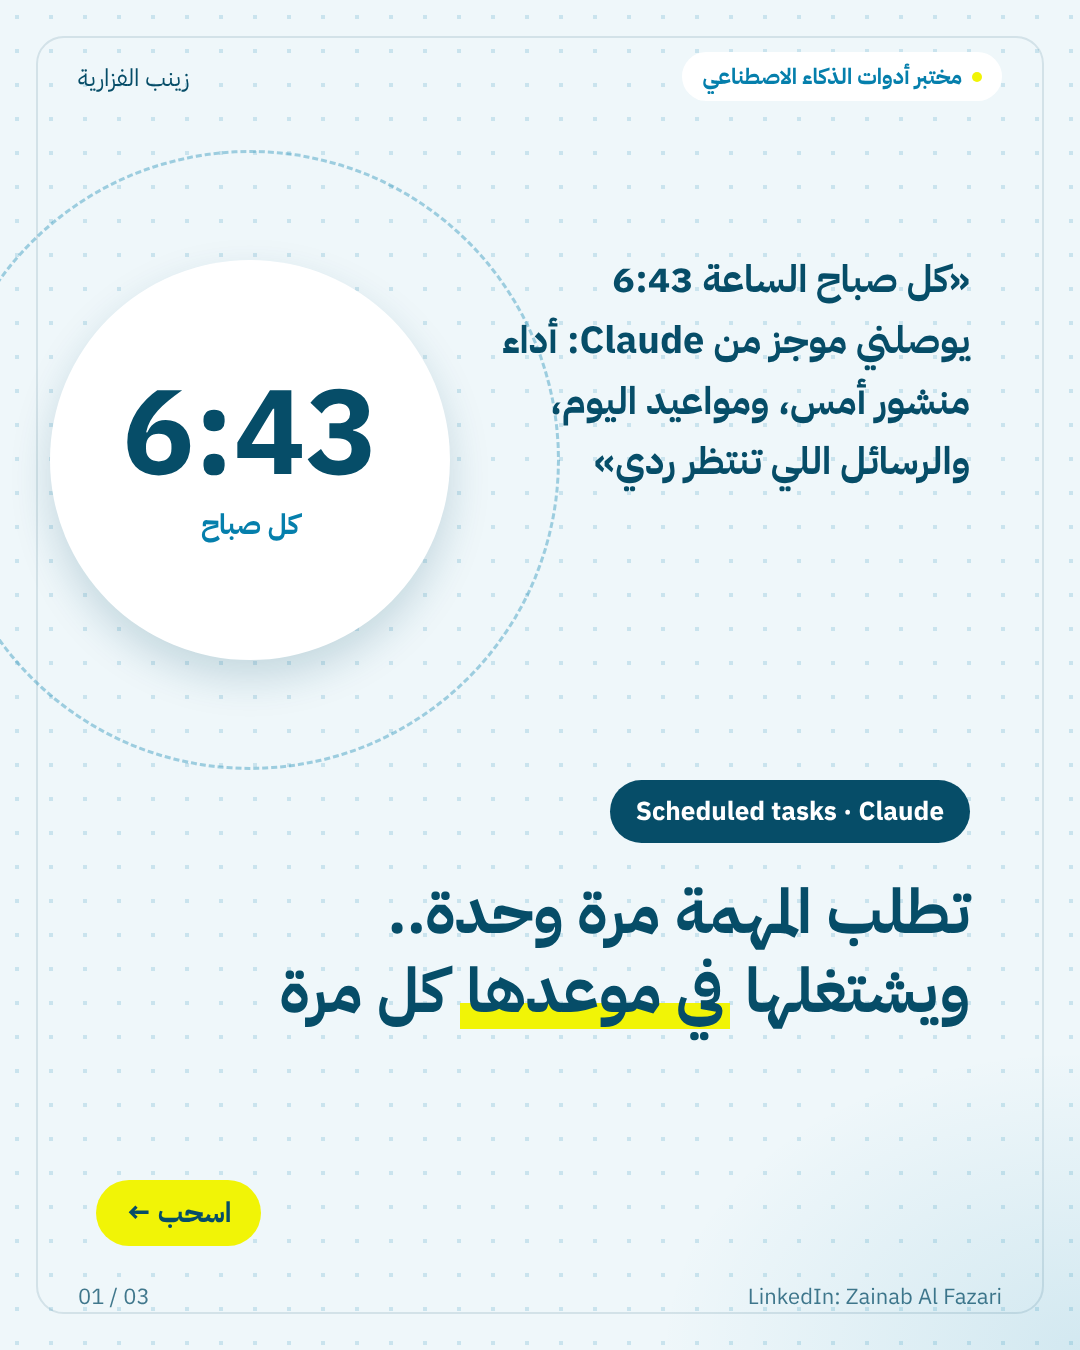 مختبر أدوات الذكاء الاصطناعي
زينب الفزارية
«كل صباح الساعة 6:43
يوصلني موجز من Claude: أداء
منشور أمس، ومواعيد اليوم،
والرسائل اللي تنتظر ردي»
6:43
كل صباح
Scheduled tasks · Claude
تطلب المهمة مرة وحدة..
ويشتغلها في موعدها كل مرة
اسحب ←
LinkedIn: Zainab Al Fazari
01 / 03